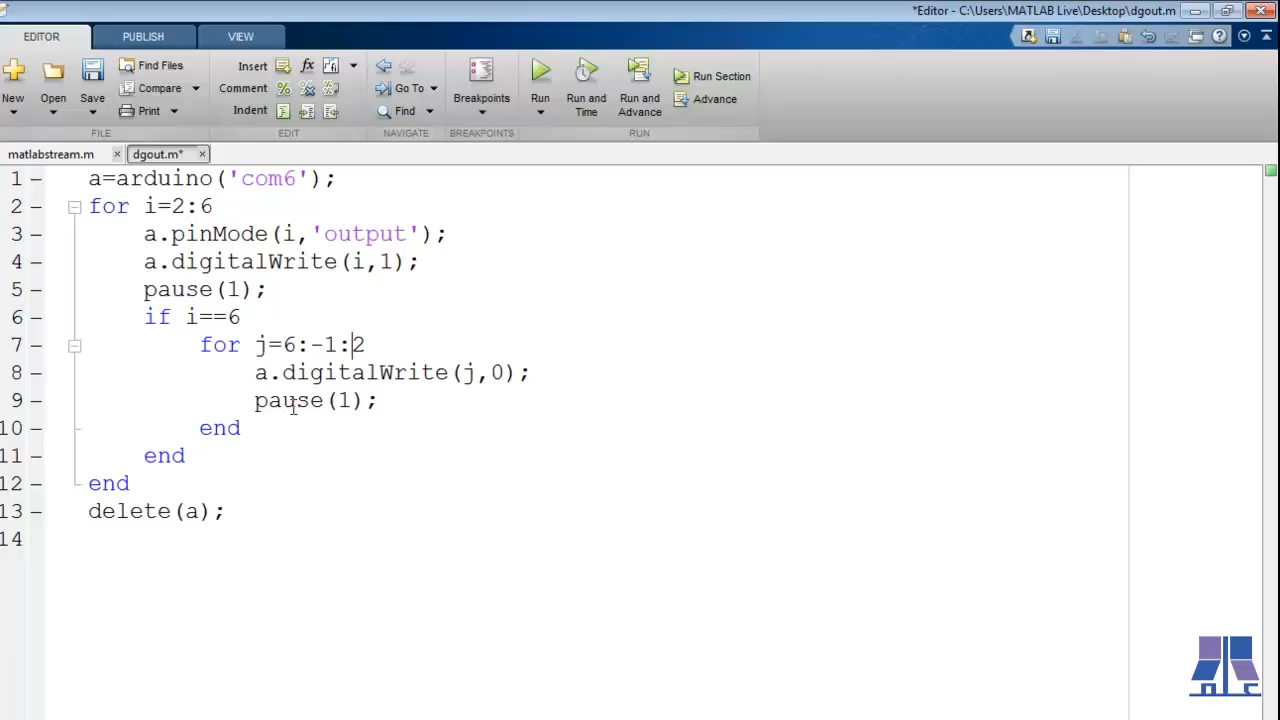 *Editor - C:\Users\MATLAB Live\Desktop\dgout.m
EDITOR PUBLISH VIEW
Find Files Insert fx
New Open Save Compare Comment Go To Breakpoints Run Run and Time Run and Advance Run Section
Print Indent Find Advance
FILE EDIT NAVIGATE BREAKPOINTS RUN
matlabstream.m × dgout.m* ×
1 – a=arduino('com6');
2 – for i=2:6
3 – a.pinMode(i,'output');
4 – a.digitalWrite(i,1);
5 – pause(1);
6 – if i==6
7 – for j=6:-1:2
8 – a.digitalWrite(j,0);
9 – pause(1);
10 – end
11 – end
12 – end
13 – delete(a);
14